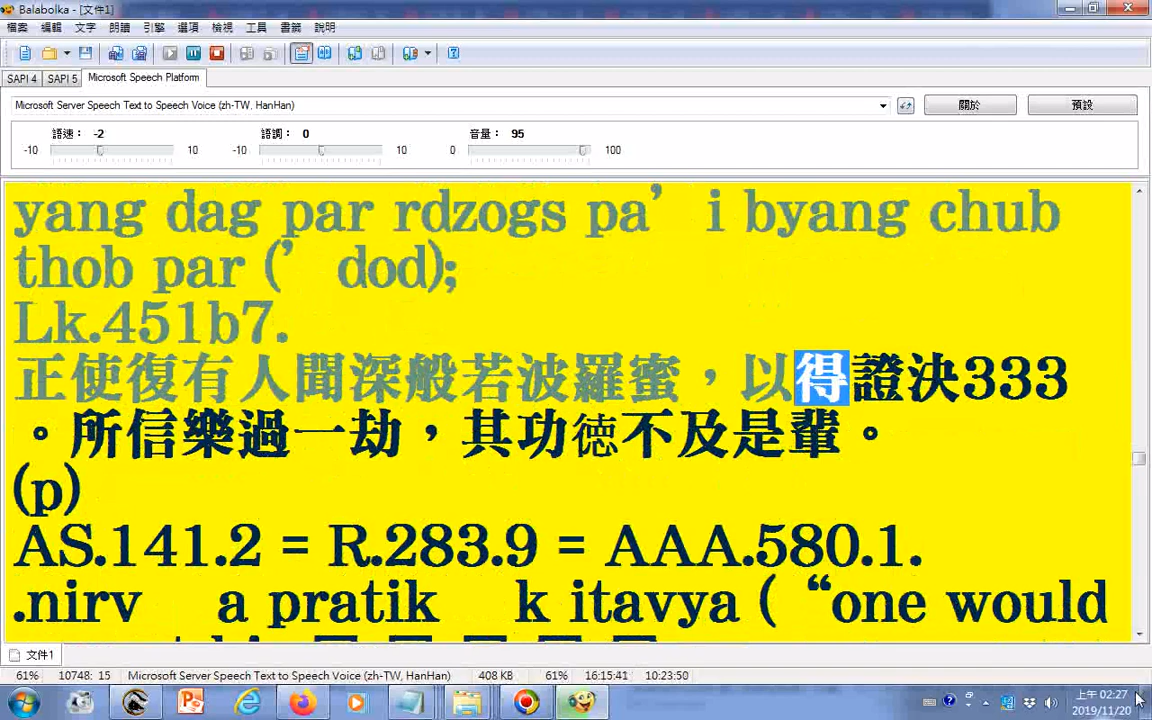 Balabolka - [文件1]
檔案 編輯 文字 朗讀 引擎 選項 檢視 工具 書籤 說明
SAPI 4 SAPI 5 Microsoft Speech Platform
Microsoft Server Speech Text to Speech Voice (zh-TW, HanHan) 關於 預設
語速： -2 語調： 0 音量： 95
-10 10 -10 10 0 100
yang dag par rdzogs pa’ i byang chub
thob par (’ dod);
Lk.451b7.
正使復有人聞深般若波羅蜜，以得證決333
。所信樂過一劫，其功徳不及是輩。
(p)
AS.141.2 = R.283.9 = AAA.580.1.
.nirv a pratik k itavya ( “one would
文件1
61% 10748: 15 Microsoft Server Speech Text to Speech Voice (zh-TW, HanHan) 408 KB 61% 16:15:41 10:23:50
上午 02:27
2019/11/20